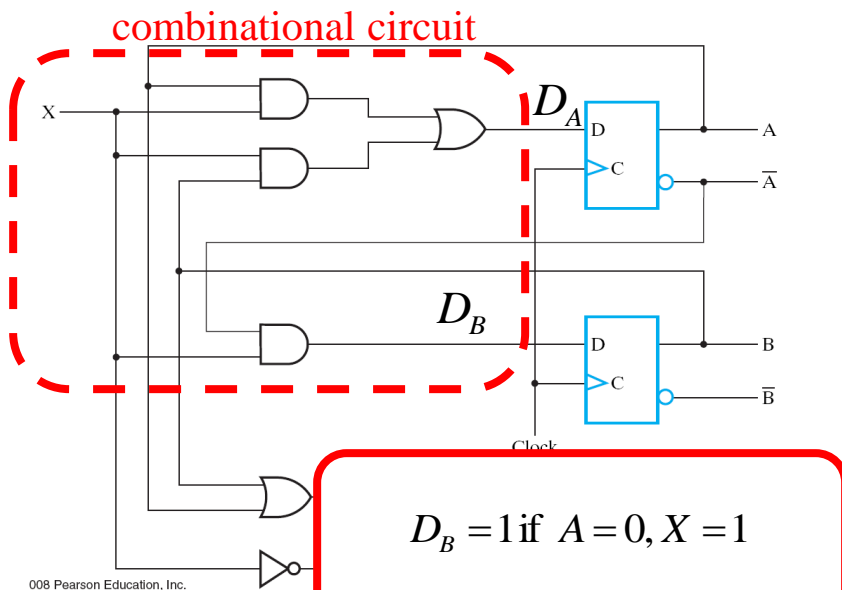 combinational circuit
X
D_A
D
A
C
A̅
D_B
D
B
C
B̅
Clock
D_B = 1 if A = 0, X = 1
008 Pearson Education, Inc.